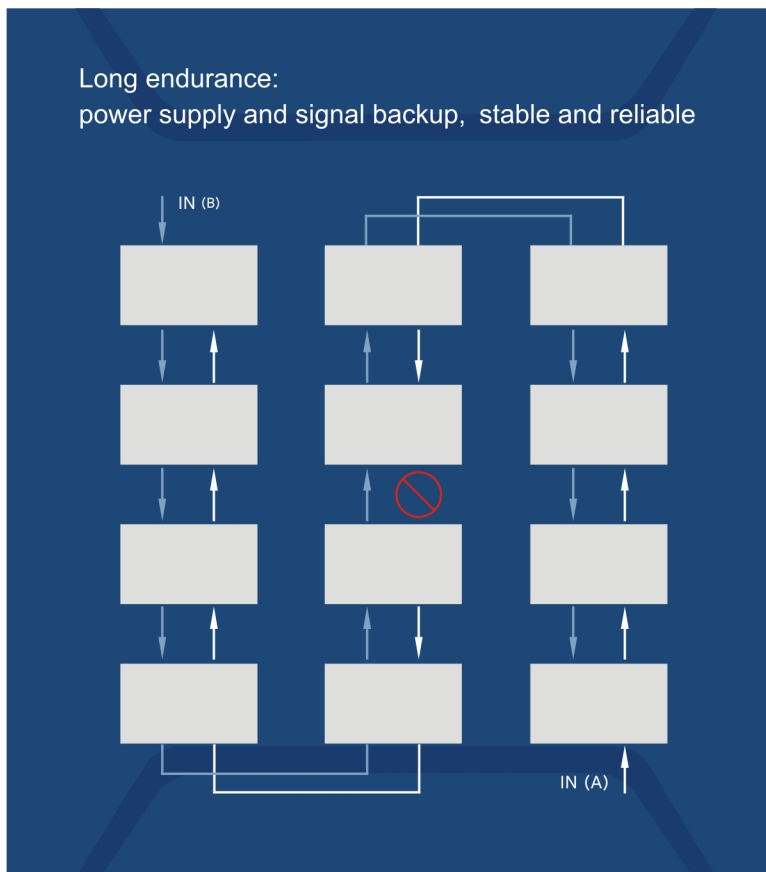 Long endurance:
power supply and signal backup, stable and reliable
IN (B)
IN (A)